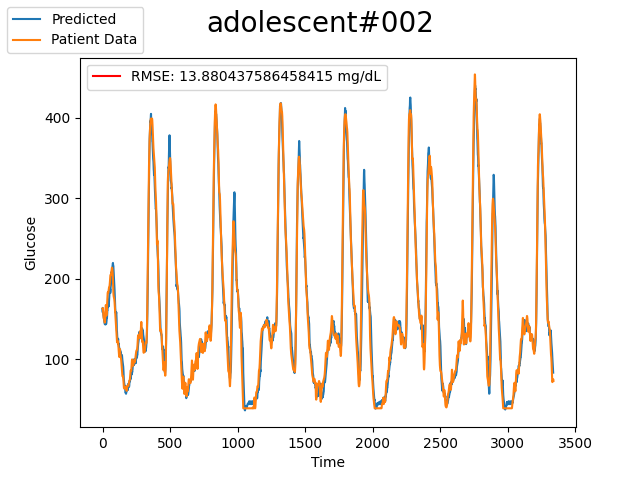 adolescent#002
Predicted
Patient Data
RMSE: 13.880437586458415 mg/dL
Glucose
400
300
200
100
0 500 1000 1500 2000 2500 3000 3500
Time